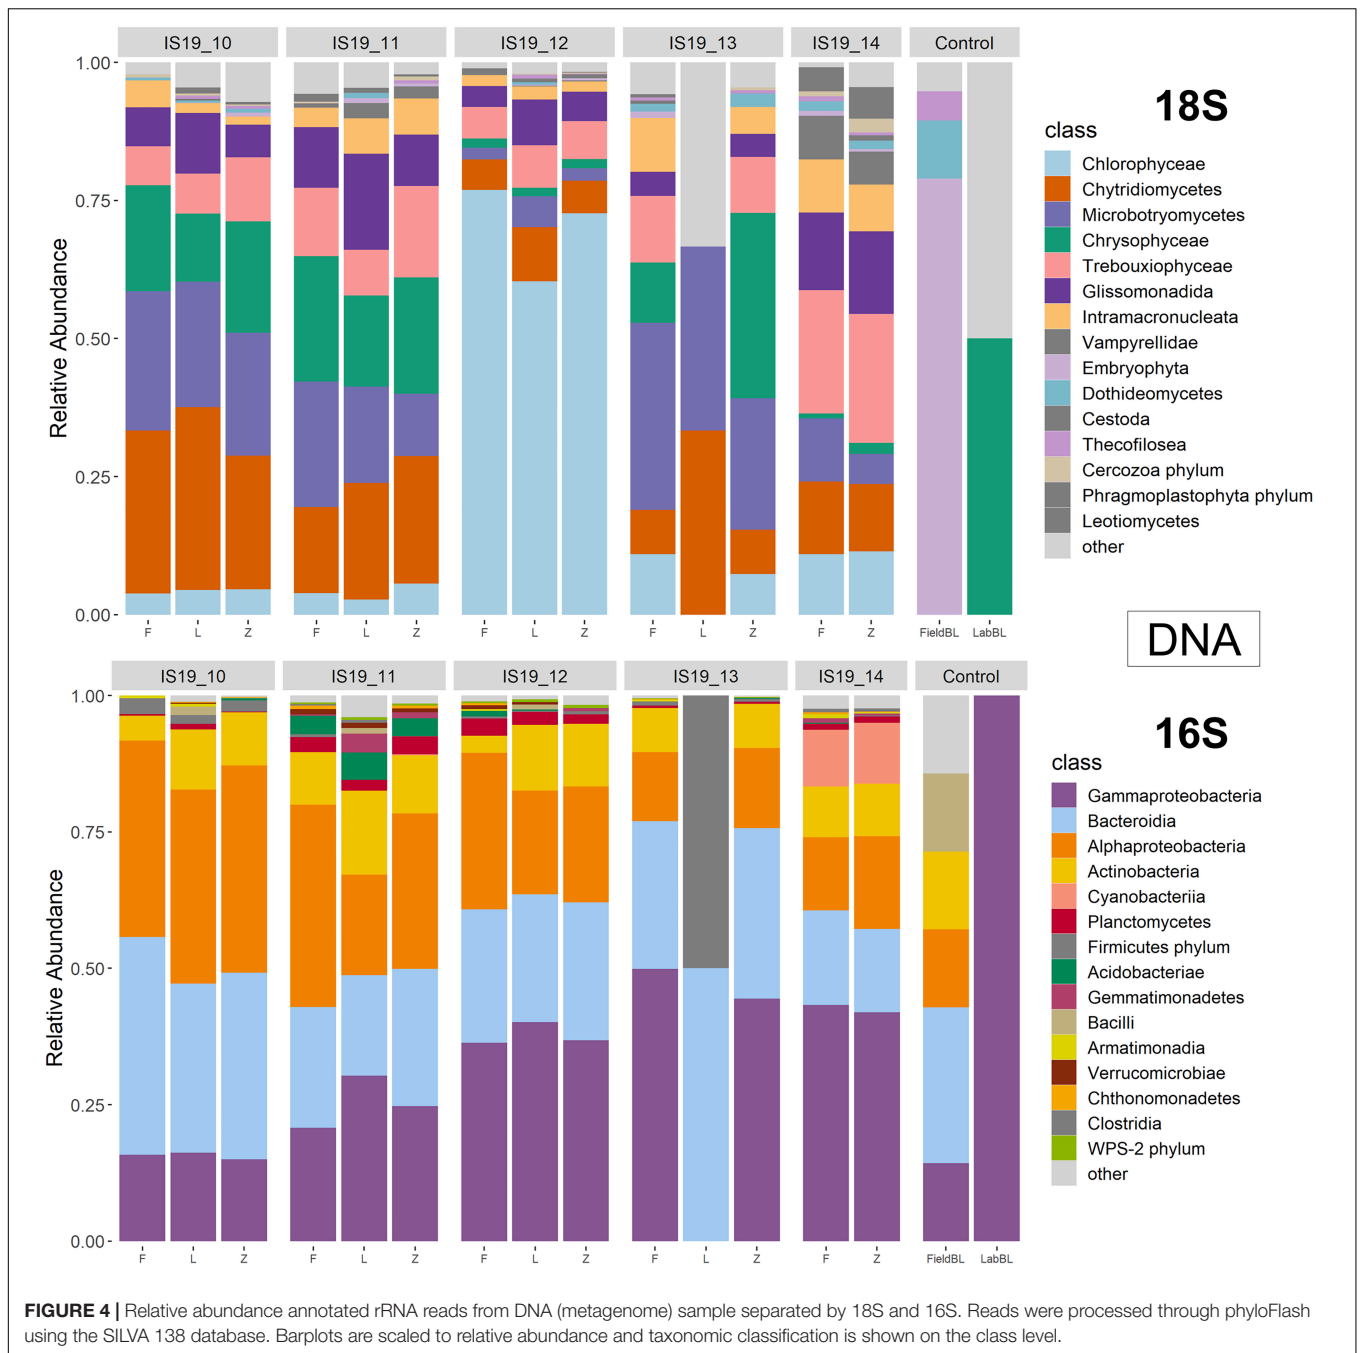 IS19_10 IS19_11 IS19_12 IS19_13 IS19_14 Control
1.00
0.75
0.50
0.25
0.00
Relative Abundance
F L Z F L Z F L Z F L Z F Z FieldBL LabBL
18S
class
Chlorophyceae
Chytridiomycetes
Microbotryomycetes
Chrysophyceae
Trebouxiophyceae
Glissomonadida
Intramacronucleata
Vampyrellidae
Embryophyta
Dothideomycetes
Cestoda
Thecofilosea
Cercozoa phylum
Phragmoplastophyta phylum
Leotiomycetes
other
DNA
IS19_10 IS19_11 IS19_12 IS19_13 IS19_14 Control
1.00
0.75
0.50
0.25
0.00
Relative Abundance
F L Z F L Z F L Z F L Z F Z FieldBL LabBL
16S
class
Gammaproteobacteria
Bacteroidia
Alphaproteobacteria
Actinobacteria
Cyanobacteriia
Planctomycetes
Firmicutes phylum
Acidobacteriae
Gemmatimonadetes
Bacilli
Armatimonadia
Verrucomicrobiae
Chthonomonadetes
Clostridia
WPS-2 phylum
other
FIGURE 4 | Relative abundance annotated rRNA reads from DNA (metagenome) sample separated by 18S and 16S. Reads were processed through phyloFlash
using the SILVA 138 database. Barplots are scaled to relative abundance and taxonomic classification is shown on the class level.